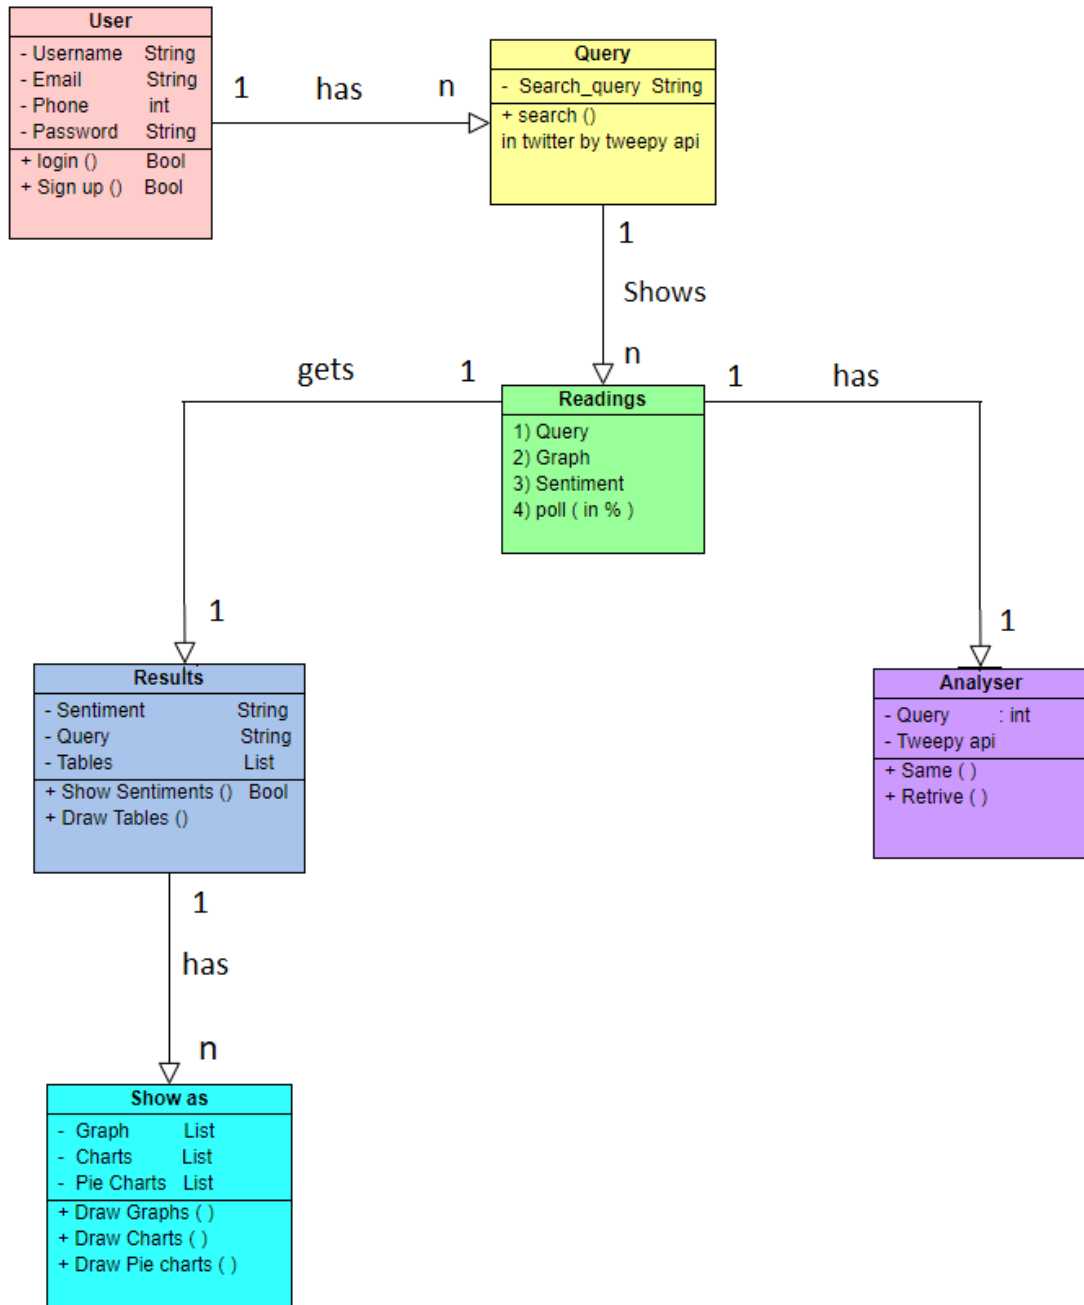 User
- Username String
- Email String
- Phone int
- Password String
+ login () Bool
+ Sign up () Bool
1 has n
Query
- Search_query String
+ search ()
in twitter by tweepy api
1
Shows
n
gets 1
1 has
Readings
1) Query
2) Graph
3) Sentiment
4) poll ( in % )
1
1
Results
- Sentiment String
- Query String
- Tables List
+ Show Sentiments () Bool
+ Draw Tables ()
Analyser
- Query : int
- Tweepy api
+ Same ( )
+ Retrive ( )
1
has
n
Show as
- Graph List
- Charts List
- Pie Charts List
+ Draw Graphs ( )
+ Draw Charts ( )
+ Draw Pie charts ( )